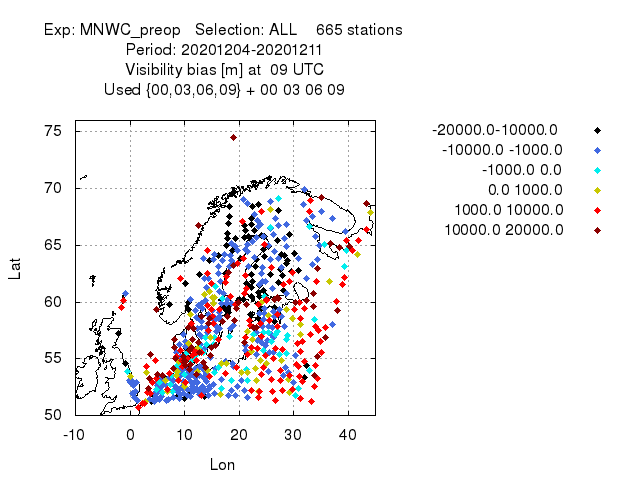 Exp: MNWC_preop   Selection: ALL    665 stations
Period: 20201204-20201211
Visibility bias [m] at  09 UTC
Used {00,03,06,09} + 00 03 06 09
-20000.0-10000.0
-10000.0 -1000.0
-1000.0 0.0
0.0 1000.0
1000.0 10000.0
10000.0 20000.0
75
70
65
60
55
50
Lat
-10 0 10 20 30 40
Lon